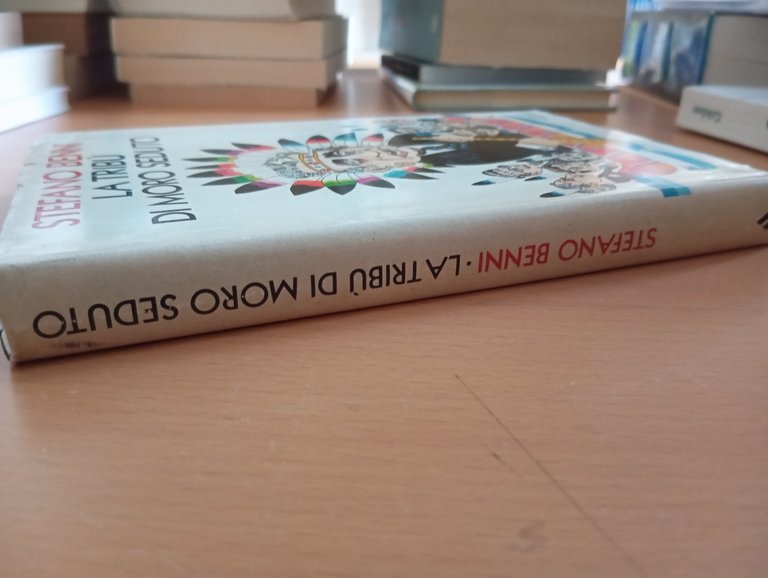 STEFANO BENNI
LA TRIBÙ
DI MORO SEDUTO
STEFANO BENNI · LA TRIBÙ DI MORO SEDUTO